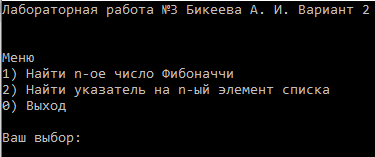 Лабораторная работа №3 Бикеева А. И. Вариант 2
Меню
1) Найти n-ое число Фибоначчи
2) Найти указатель на n-ый элемент списка
0) Выход
Ваш выбор: